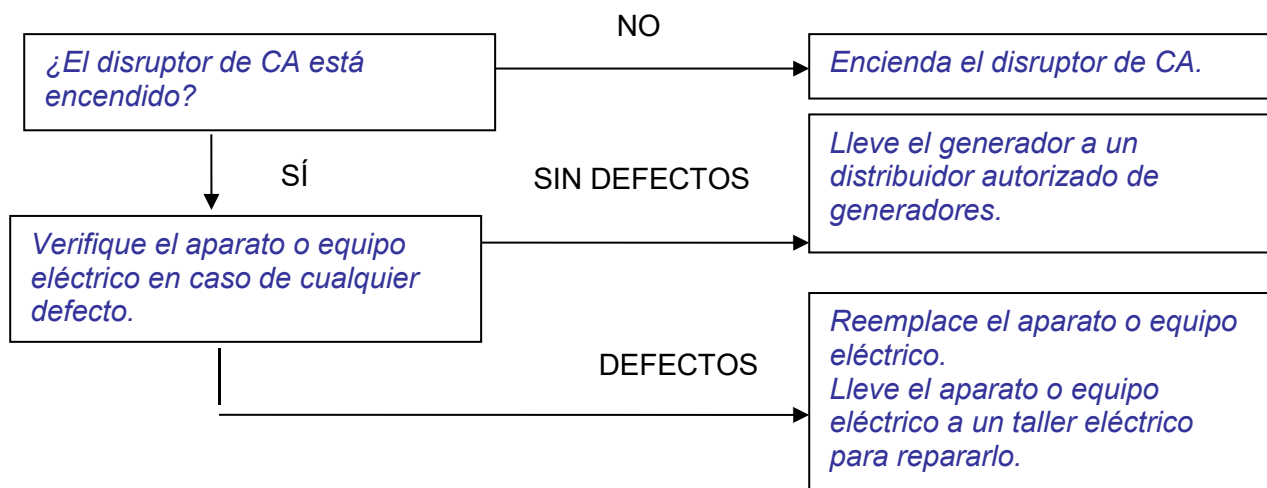 NO
¿El disruptor de CA está
encendido?
Encienda el disruptor de CA.
SÍ
SIN DEFECTOS
Lleve el generador a un
distribuidor autorizado de
generadores.
Verifique el aparato o equipo
eléctrico en caso de cualquier
defecto.
DEFECTOS
Reemplace el aparato o equipo
eléctrico.
Lleve el aparato o equipo
eléctrico a un taller eléctrico
para repararlo.